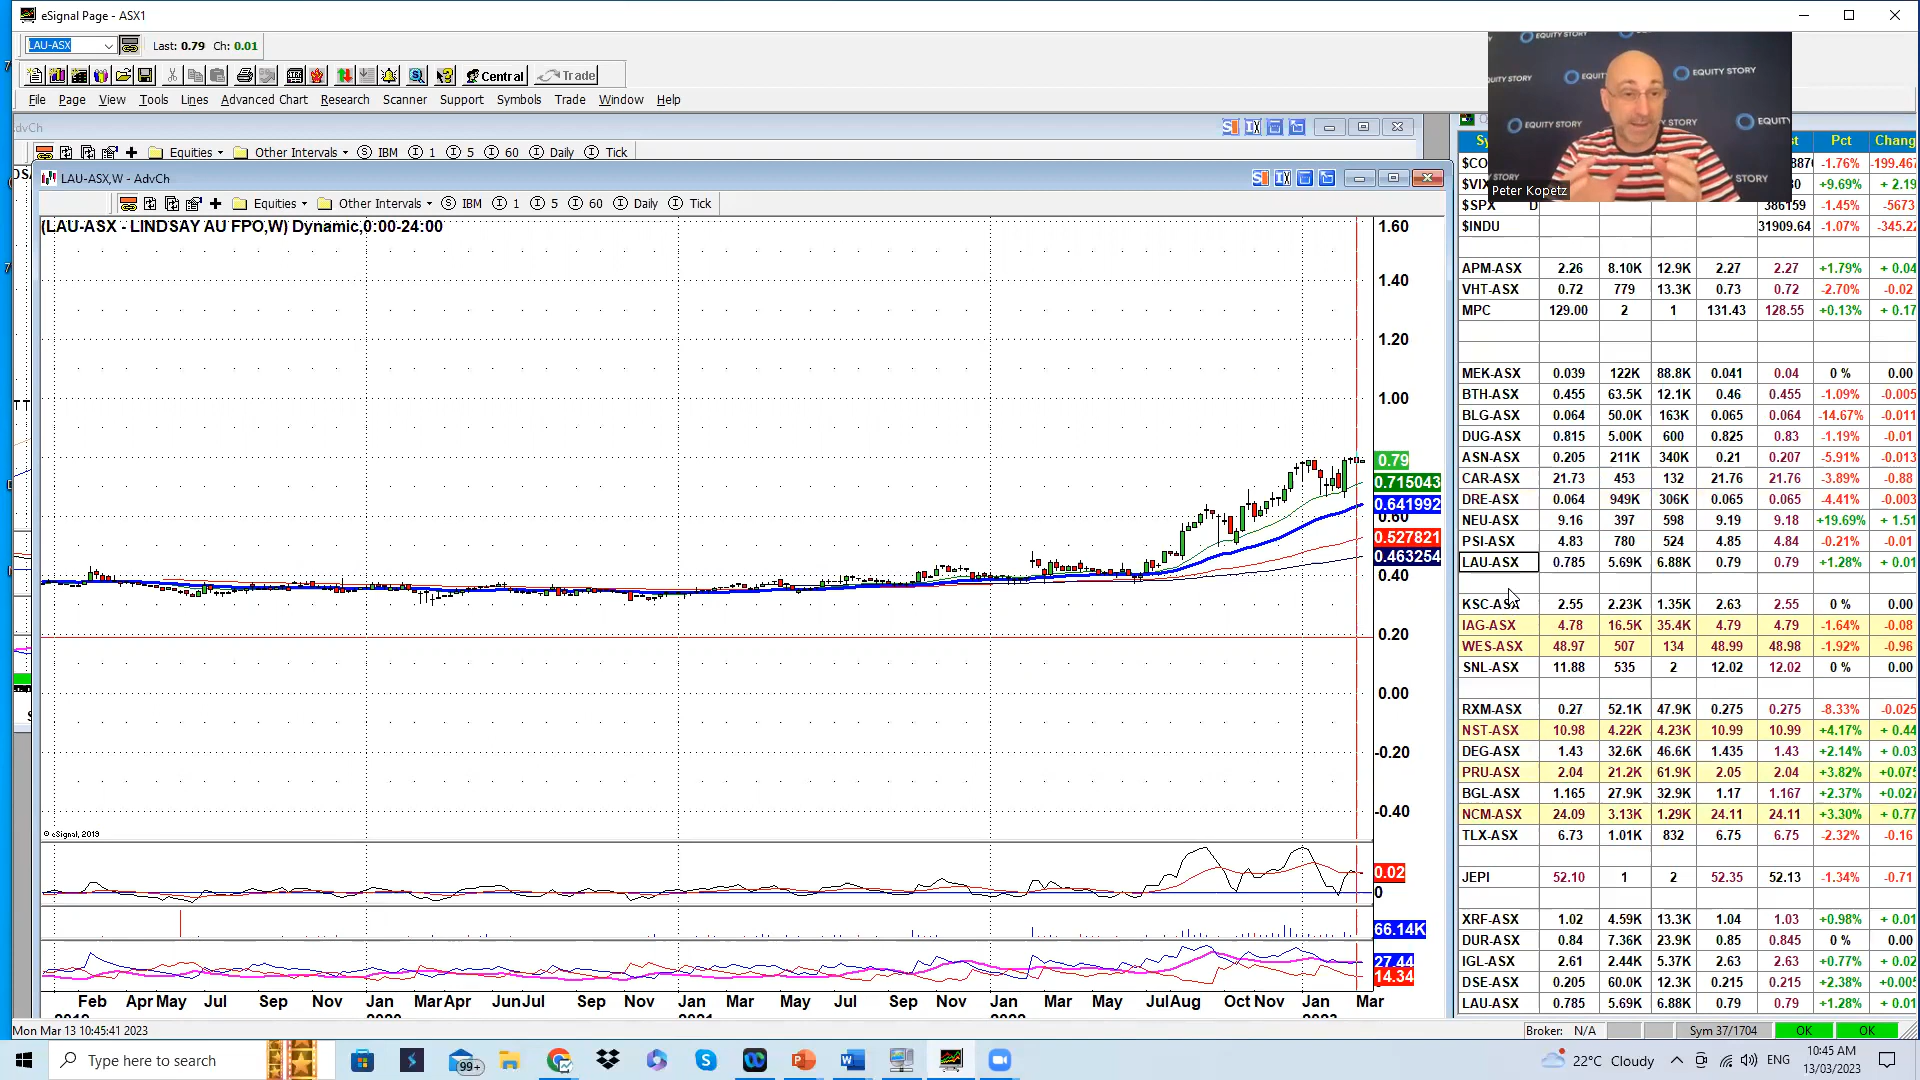 eSignal Page - ASX1
LAU-ASX Last: 0.79 Ch: 0.01
Central Trade
File Page View Tools Lines Advanced Chart Research Scanner Support Symbols Trade Window Help
EQUITY STORY
EQUITY STORY
EQUITY STORY
Peter Kopetz
Equities Other Intervals IBM 1 5 60 Daily Tick
LAU-ASX,W - AdvCh
Equities Other Intervals IBM 1 5 60 Daily Tick
(LAU-ASX - LINDSAY AU FPO,W) Dynamic,0:00-24:00
1.60
1.40
1.20
1.00
0.79
0.715043
0.641992
0.60
0.527821
0.463254
0.40
0.20
0.00
-0.20
-0.40
© eSignal, 2019
0.02
0
66.14K
27.44
14.34
Feb Apr May Jul Sep Nov Jan Mar Apr Jun Jul Sep Nov Jan Mar May Jul Sep Nov Jan Mar May Jul Aug Oct Nov Jan Mar
Pct Change
-1.76% -199.467
+9.69% + 2.19
$SPX D 386159 -1.45% -5673
$INDU 31909.64 -1.07% -345.22
APM-ASX 2.26 8.10K 12.9K 2.27 2.27 +1.79% + 0.04
VHT-ASX 0.72 779 13.3K 0.73 0.72 -2.70% -0.02
MPC 129.00 2 1 131.43 128.55 +0.13% + 0.17
MEK-ASX 0.039 122K 88.8K 0.041 0.04 0 % 0.00
BTH-ASX 0.455 63.5K 12.1K 0.46 0.455 -1.09% -0.005
BLG-ASX 0.064 50.0K 163K 0.065 0.064 -14.67% -0.011
DUG-ASX 0.815 5.00K 600 0.825 0.83 -1.19% -0.01
ASN-ASX 0.205 211K 340K 0.21 0.207 -5.91% -0.013
CAR-ASX 21.73 453 132 21.76 21.76 -3.89% -0.88
DRE-ASX 0.064 949K 306K 0.065 0.065 -4.41% -0.003
NEU-ASX 9.16 397 598 9.19 9.18 +19.69% + 1.51
PSI-ASX 4.83 780 524 4.85 4.84 -0.21% -0.01
LAU-ASX 0.785 5.69K 6.88K 0.79 0.79 +1.28% + 0.01
KSC-ASX 2.55 2.23K 1.35K 2.63 2.55 0 % 0.00
IAG-ASX 4.78 16.5K 35.4K 4.79 4.79 -1.64% -0.08
WES-ASX 48.97 507 134 48.99 48.98 -1.92% -0.96
SNL-ASX 11.88 535 2 12.02 12.02 0 % 0.00
RXM-ASX 0.27 52.1K 47.9K 0.275 0.275 -8.33% -0.025
NST-ASX 10.98 4.22K 4.23K 10.99 10.99 +4.17% + 0.44
DEG-ASX 1.43 32.6K 46.6K 1.435 1.43 +2.14% + 0.03
PRU-ASX 2.04 21.2K 61.9K 2.05 2.04 +3.82% +0.075
BGL-ASX 1.165 27.9K 32.9K 1.17 1.167 +2.37% +0.027
NCM-ASX 24.09 3.13K 1.29K 24.11 24.11 +3.30% + 0.77
TLX-ASX 6.73 1.01K 832 6.75 6.75 -2.32% -0.16
JEPI 52.10 1 2 52.35 52.13 -1.34% -0.71
XRF-ASX 1.02 4.59K 13.3K 1.04 1.03 +0.98% + 0.01
DUR-ASX 0.84 7.36K 23.9K 0.85 0.845 0 % 0.00
IGL-ASX 2.61 2.44K 5.37K 2.63 2.63 +0.77% + 0.02
DSE-ASX 0.205 60.0K 12.3K 0.215 0.215 +2.38% +0.005
LAU-ASX 0.785 5.69K 6.88K 0.79 0.79 +1.28% + 0.01
Mon Mar 13 10:45:41 2023
Broker: N/A Sym 37/1704 OK OK
Type here to search
99+
22°C Cloudy ENG 10:45 AM
13/03/2023